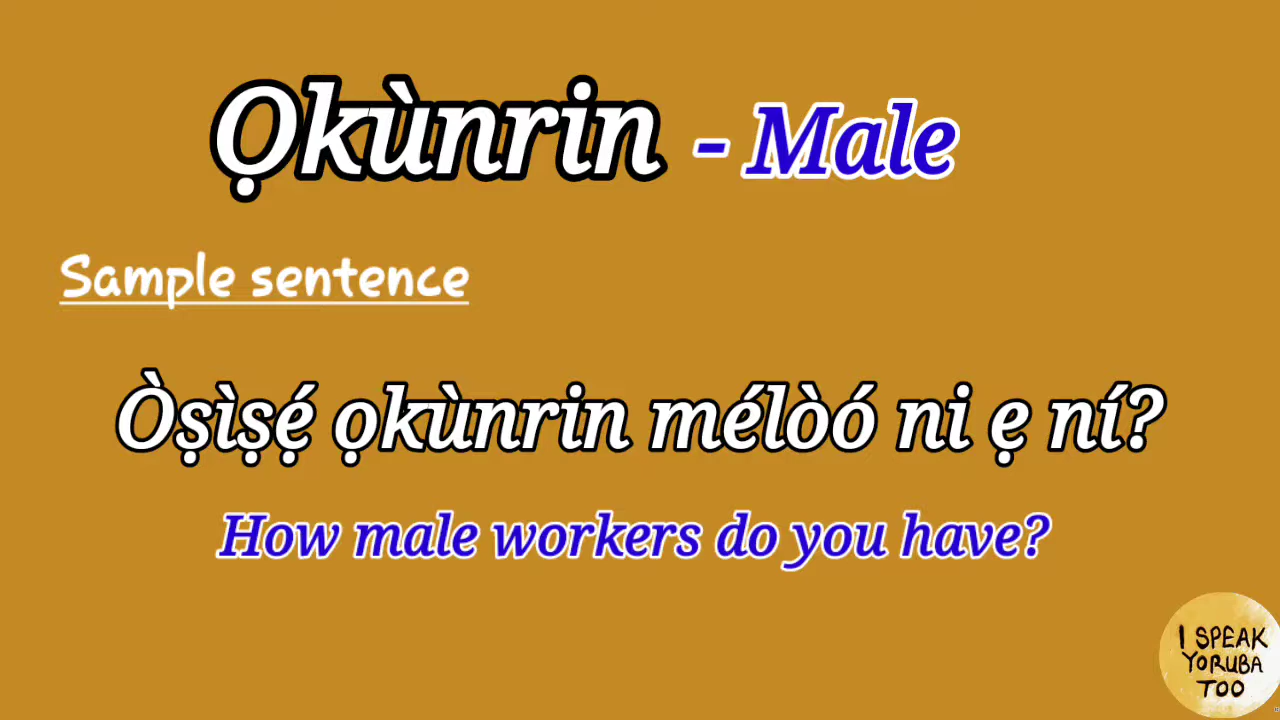 Ọkùnrin - Male
Sample sentence
Òṣìṣẹ́ ọkùnrin mélòó ni ẹ ní?
How male workers do you have?
I SPEAK
YORUBA
TOO